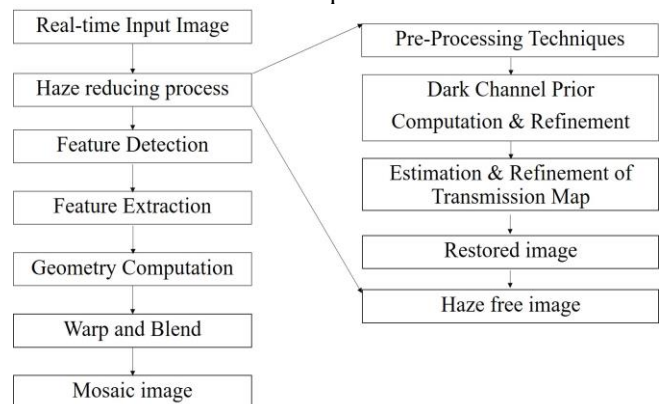 Real-time Input Image
Haze reducing process
Feature Detection
Feature Extraction
Geometry Computation
Warp and Blend
Mosaic image
Pre-Processing Techniques
Dark Channel Prior
Computation & Refinement
Estimation & Refinement of
Transmission Map
Restored image
Haze free image